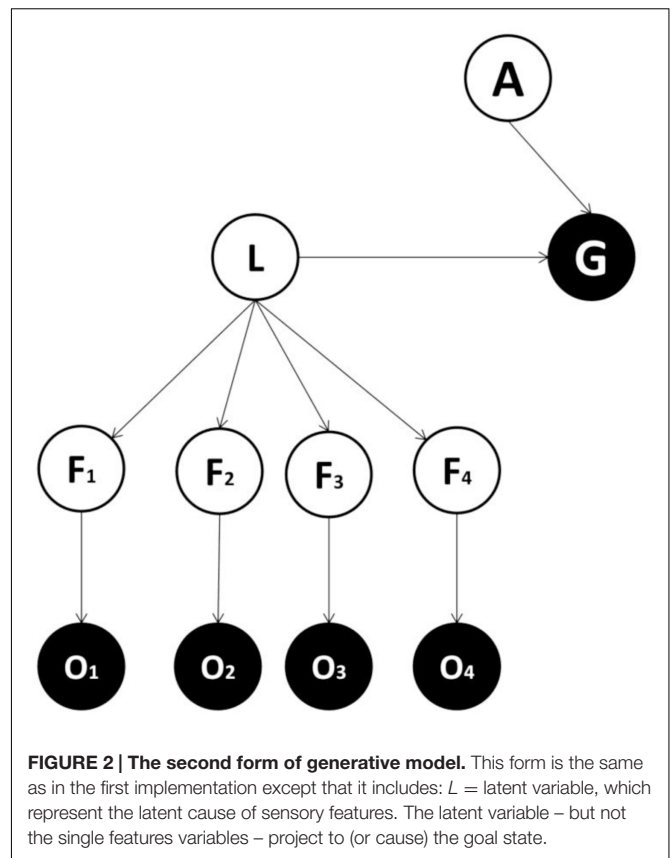 A
L
G
F1 F2 F3 F4
O1 O2 O3 O4
FIGURE 2 | The second form of generative model. This form is the same
as in the first implementation except that it includes: L = latent variable, which
represent the latent cause of sensory features. The latent variable – but not
the single features variables – project to (or cause) the goal state.